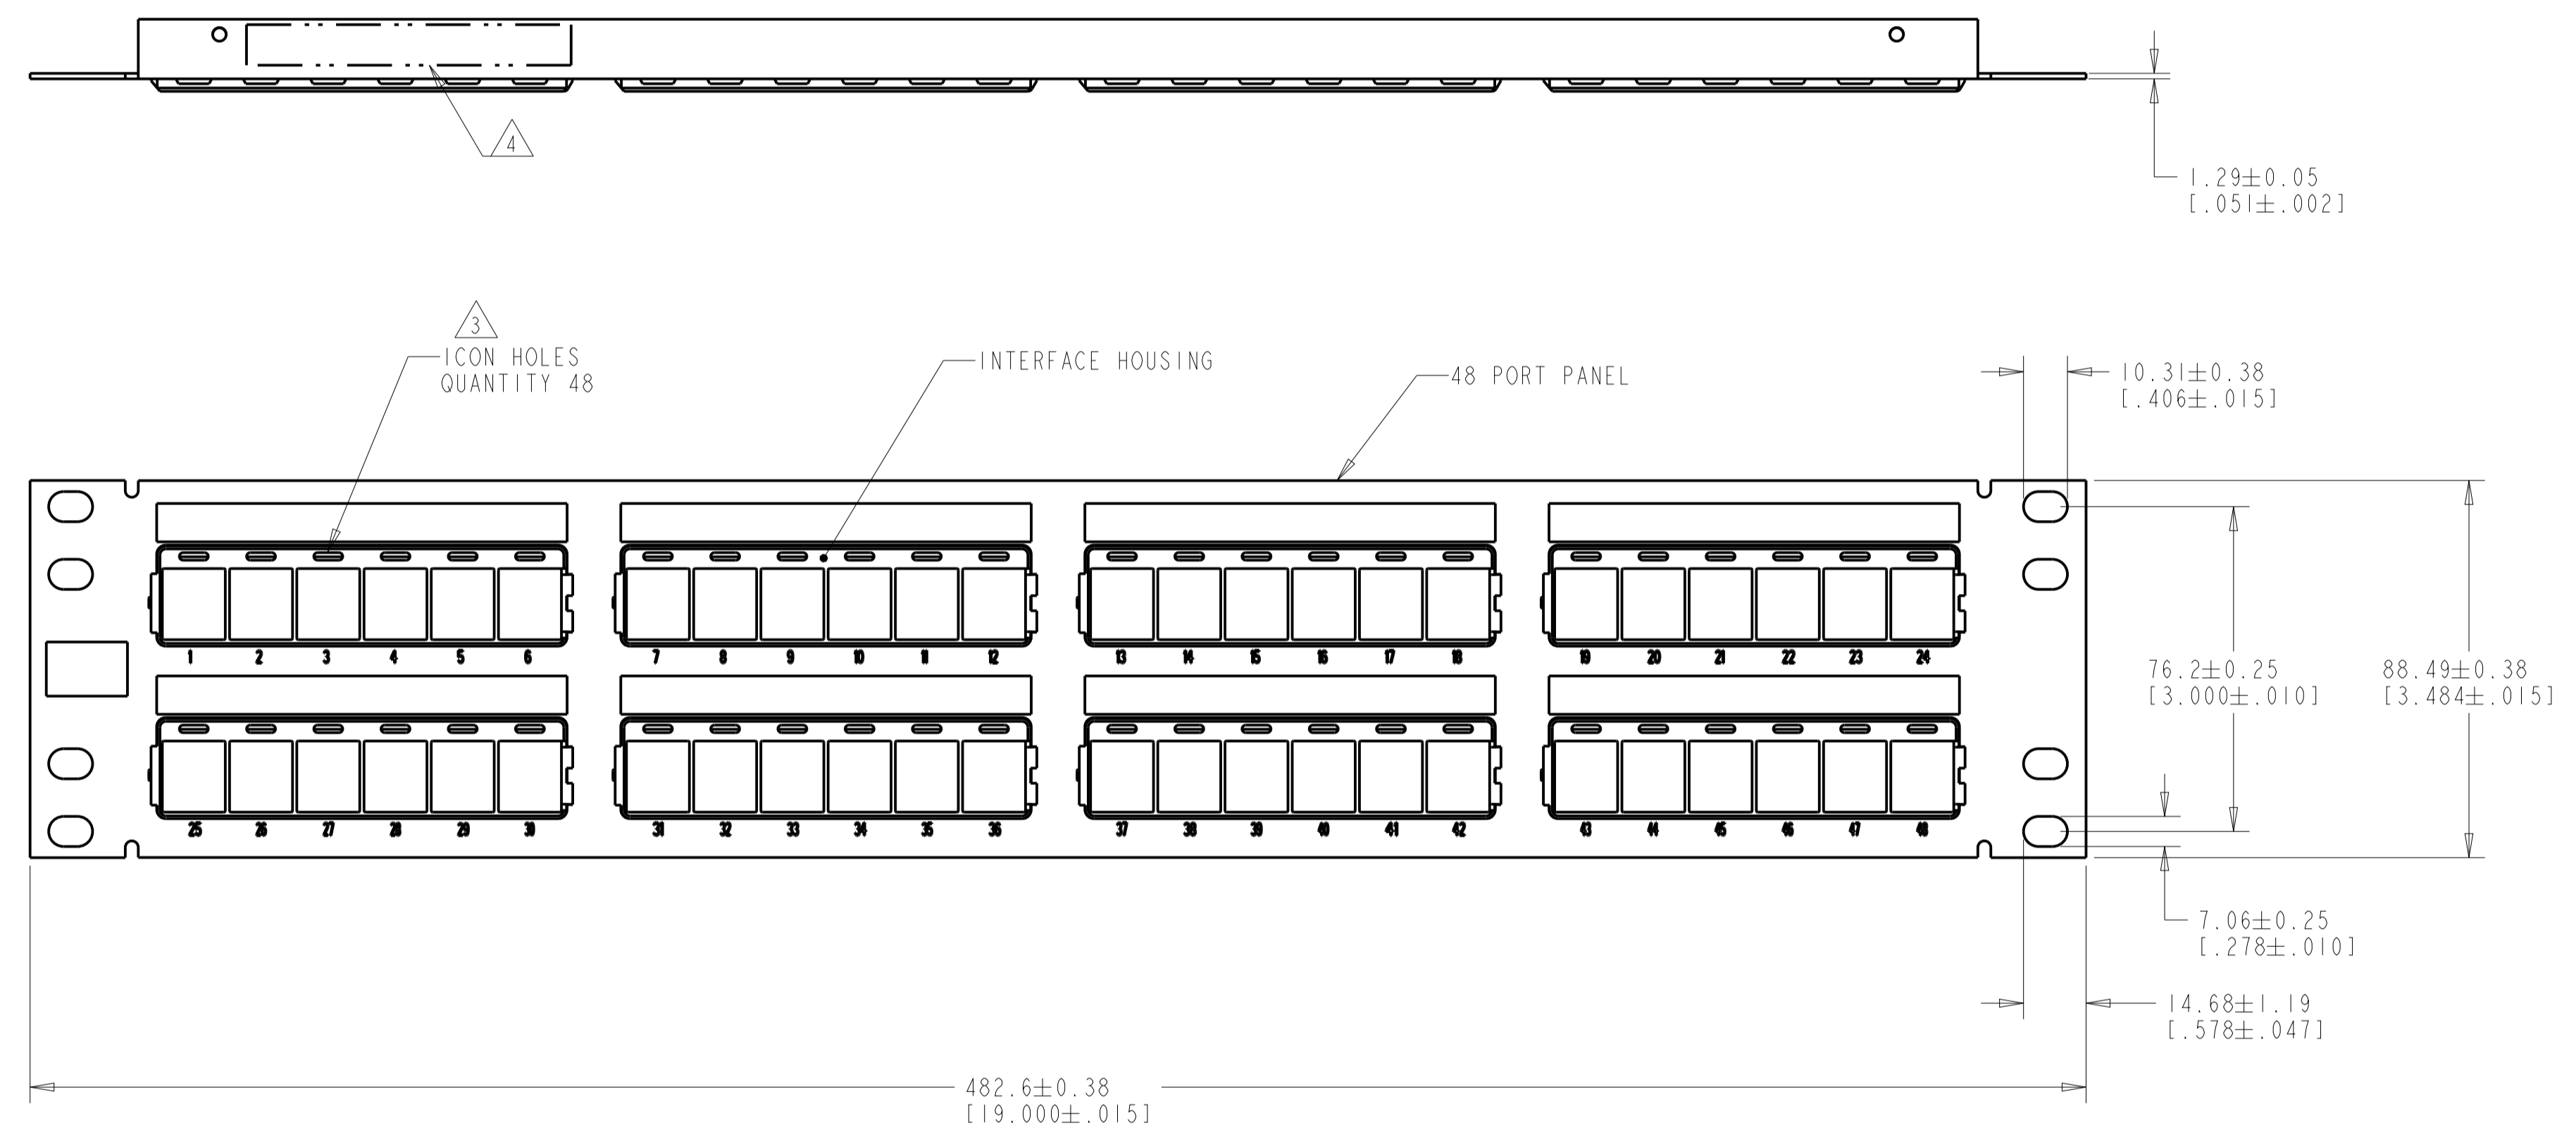 4
1.29±0.05
[.051±.002]
3
ICON HOLES
QUANTITY 48
INTERFACE HOUSING
48 PORT PANEL
10.31±0.38
[.406±.015]
1 2 3 4 5 6 7 8 9 10 11 12 13 14 15 16 17 18 19 20 21 22 23 24
76.2±0.25
[3.000±.010]
88.49±0.38
[3.484±.015]
25 26 27 28 29 30 31 32 33 34 35 36 37 38 39 40 41 42 43 44 45 46 47 48
7.06±0.25
[.278±.010]
14.68±1.19
[.578±.047]
482.6±0.38
[19.000±.015]